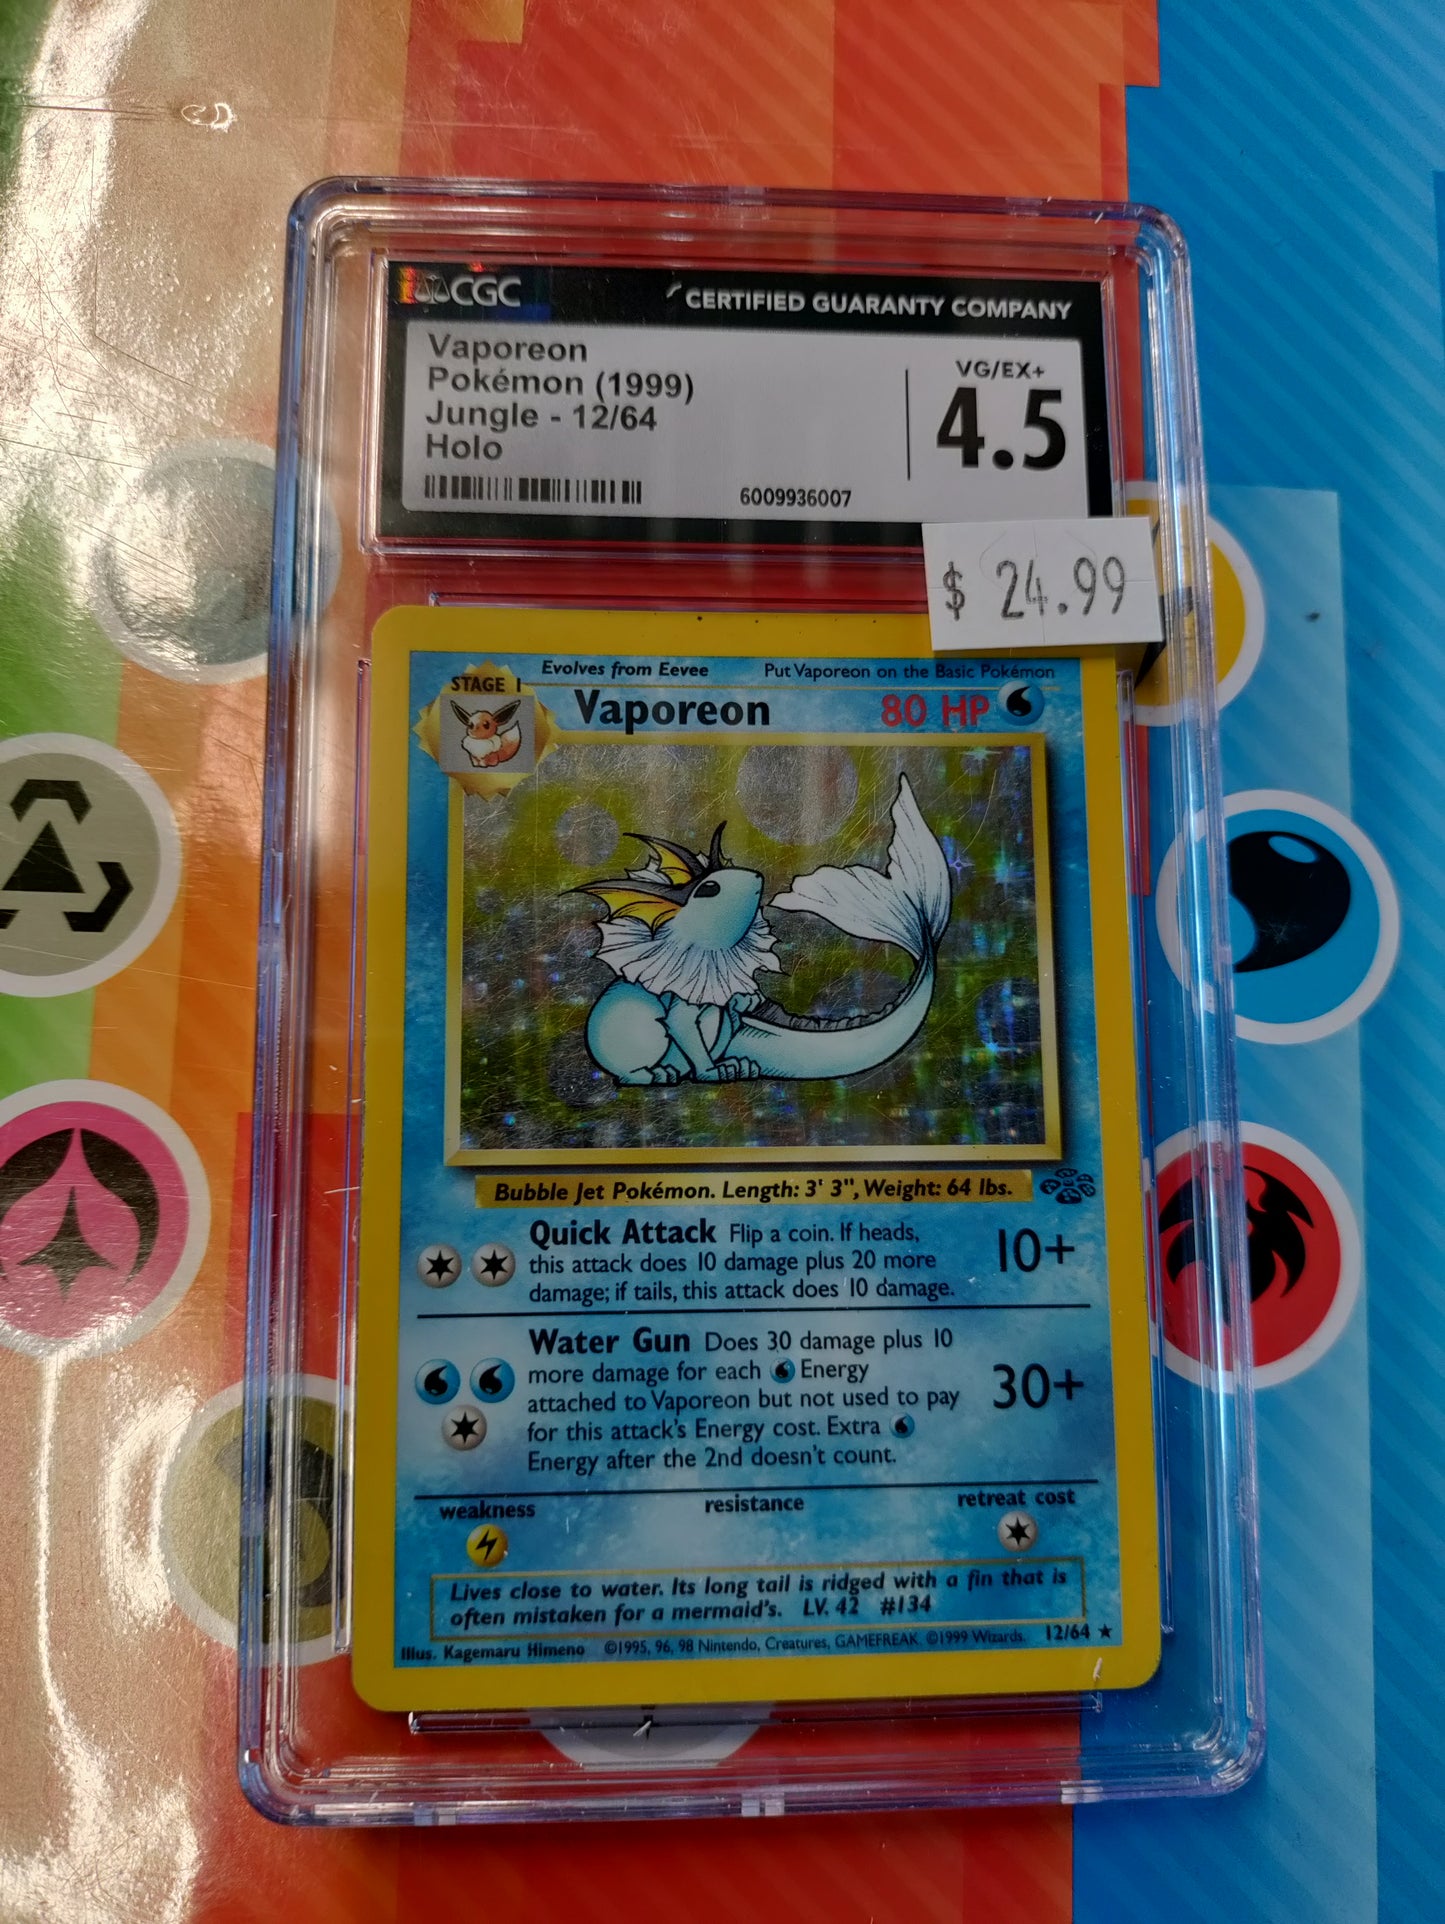 CGC CERTIFIED GUARANTY COMPANY
Vaporeon
Pokémon (1999)
Jungle - 12/64
Holo
VG/EX+
4.5
6009936007
$ 24.99
STAGE 1
Evolves from Eevee Put Vaporeon on the Basic Pokémon
Vaporeon 80 HP
Bubble Jet Pokémon. Length: 3' 3", Weight: 64 lbs.
Quick Attack Flip a coin. If heads,
this attack does 10 damage plus 20 more
damage; if tails, this attack does 10 damage.
10+
Water Gun Does 30 damage plus 10
more damage for each Energy
attached to Vaporeon but not used to pay
for this attack's Energy cost. Extra
Energy after the 2nd doesn't count.
30+
weakness resistance retreat cost
Lives close to water. Its long tail is ridged with a fin that is
often mistaken for a mermaid's. LV. 42 #134
Illus. Kagemaru Himeno ©1995, 96, 98 Nintendo, Creatures, GAMEFREAK. ©1999 Wizards. 12/64 ★